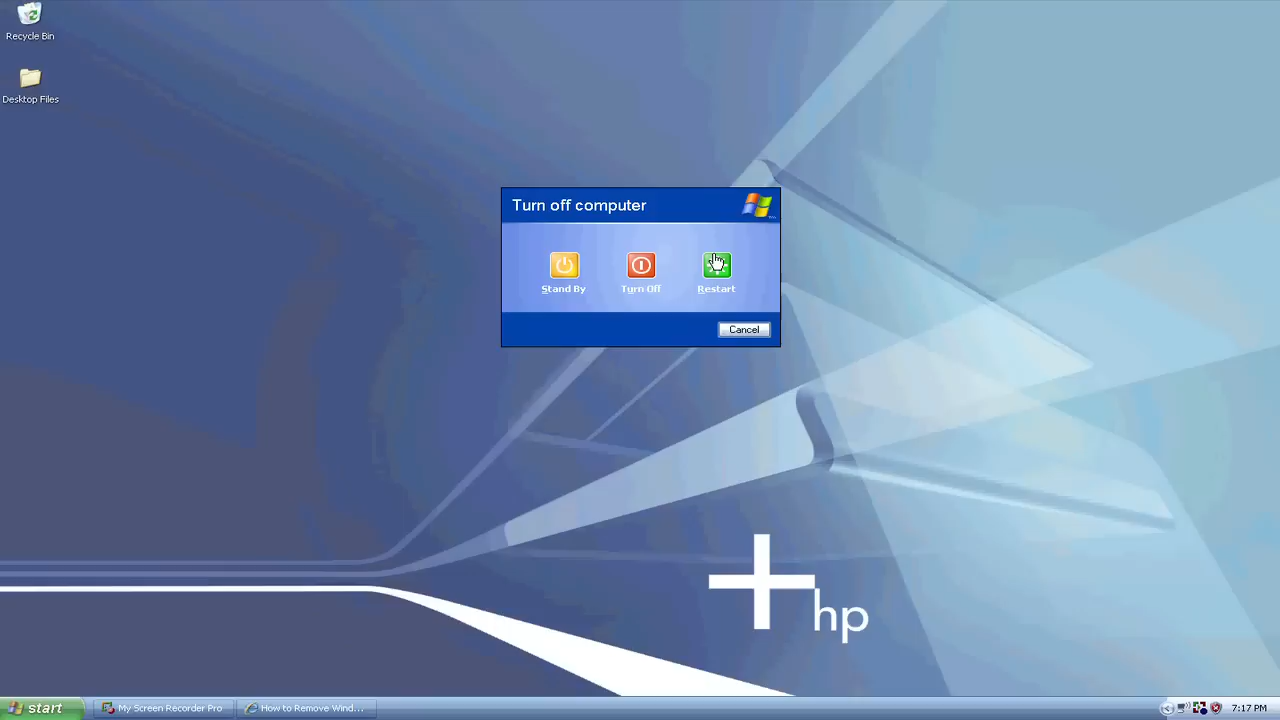 Recycle Bin
Desktop Files
Turn off computer
Stand By
Turn Off
Restart
Cancel
hp
start
My Screen Recorder Pro
How to Remove Wind...
7:17 PM